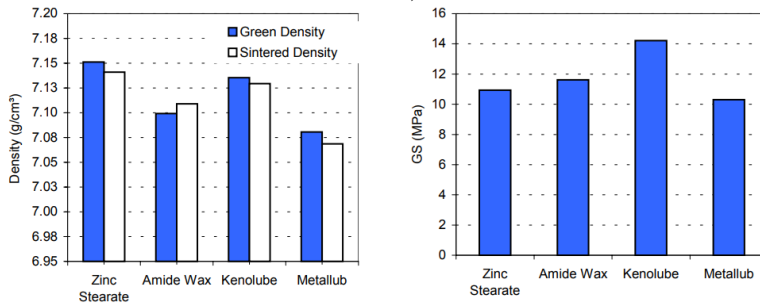 7.20
7.18
7.15
7.13
7.10
7.08
7.05
7.03
7.00
6.98
6.95
Density (g/cm³)
Green Density
Sintered Density
Zinc
Stearate
Amide Wax
Kenolube
Metallub
16
14
12
10
8
6
4
2
0
GS (MPa)
Zinc
Stearate
Amide Wax
Kenolube
Metallub